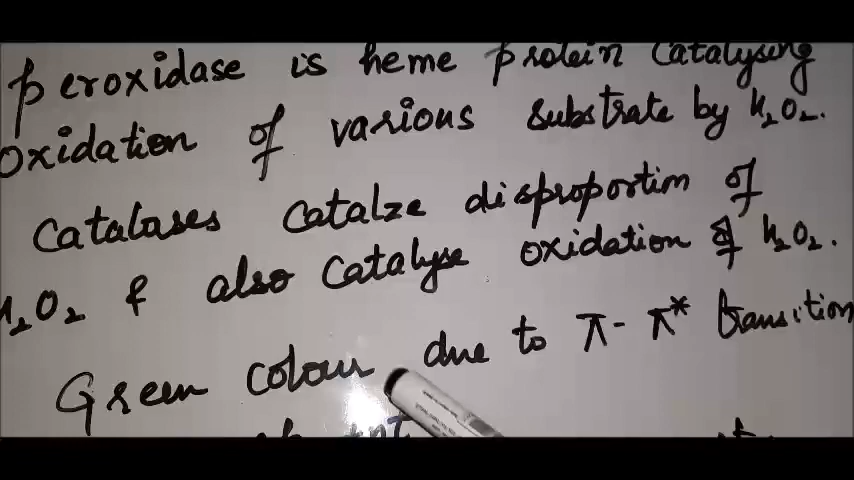 peroxidase is heme protein catalysing
oxidation of various substrate by H₂O₂.
Catalases catalze disproportion of
H₂O₂ & also catalyse oxidation of H₂O₂.
Green colour due to π- π* transition